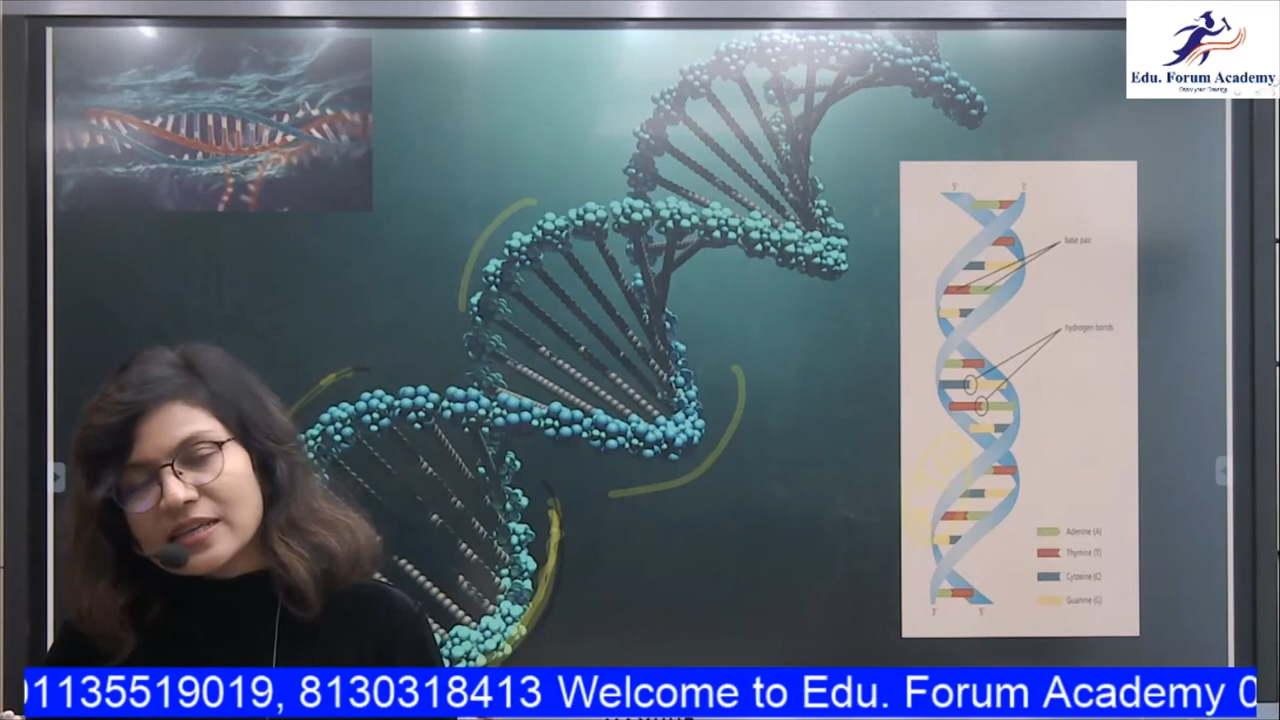 Edu. Forum Academy
5' 3'
base pair
hydrogen bonds
Adenine (A)
Thymine (T)
Cytosine (C)
Guanine (G)
3' 5'
01135519019, 8130318413 Welcome to Edu. Forum Academy 0